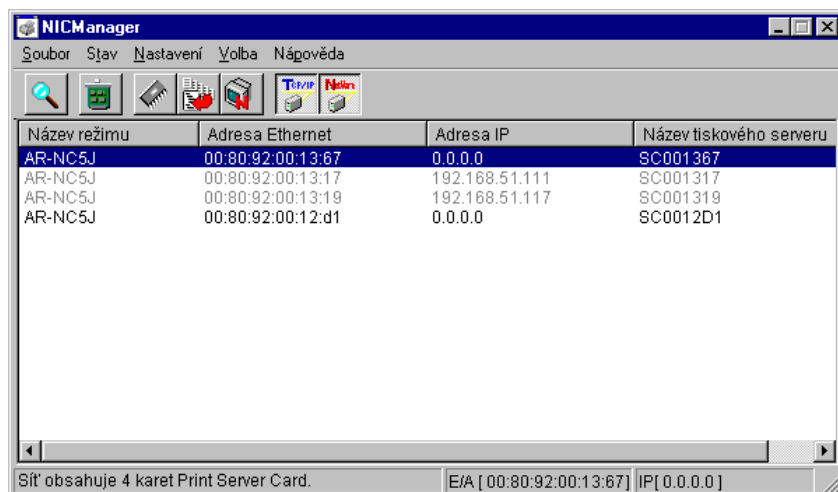 NICManager
Soubor Stav Nastavení Volba Nápověda
TCP/IP NetWare
Název režimu Adresa Ethernet Adresa IP Název tiskového serveru
AR-NC5J 00:80:92:00:13:67 0.0.0.0 SC001367
AR-NC5J 00:80:92:00:13:17 192.168.51.111 SC001317
AR-NC5J 00:80:92:00:13:19 192.168.51.117 SC001319
AR-NC5J 00:80:92:00:12:d1 0.0.0.0 SC0012D1
Síť obsahuje 4 karet Print Server Card. E/A [ 00:80:92:00:13:67] IP[ 0.0.0.0 ]